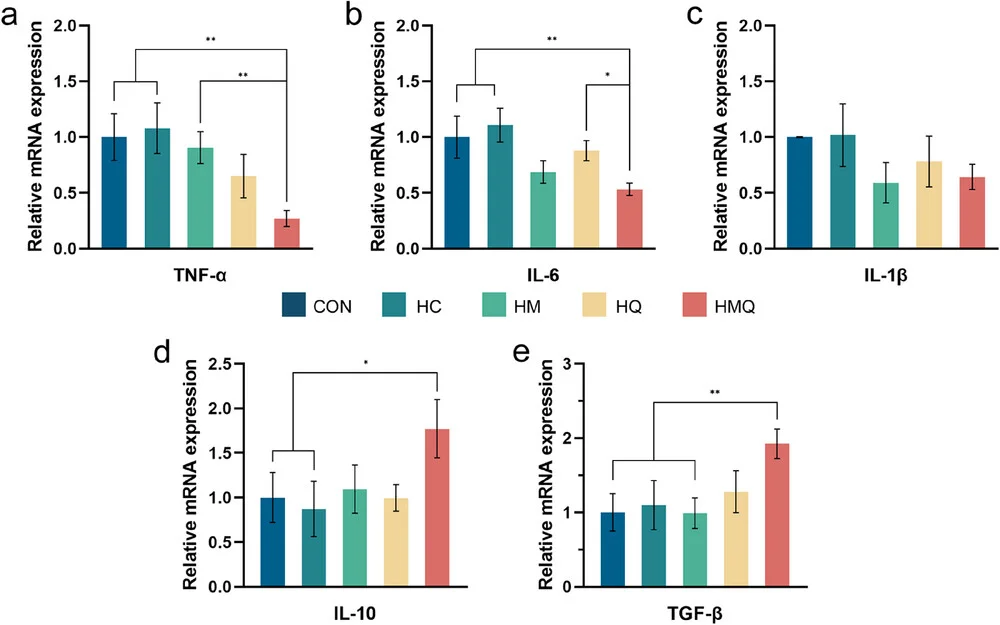 a
Relative mRNA expression
2.0
1.5
1.0
0.5
0.0
**
**
TNF-α
b
Relative mRNA expression
2.0
1.5
1.0
0.5
0.0
**
*
IL-6
c
Relative mRNA expression
2.0
1.5
1.0
0.5
0.0
IL-1β
CON HC HM HQ HMQ
d
Relative mRNA expression
2.5
2.0
1.5
1.0
0.5
0.0
*
IL-10
e
Relative mRNA expression
3
2
1
0
**
TGF-β